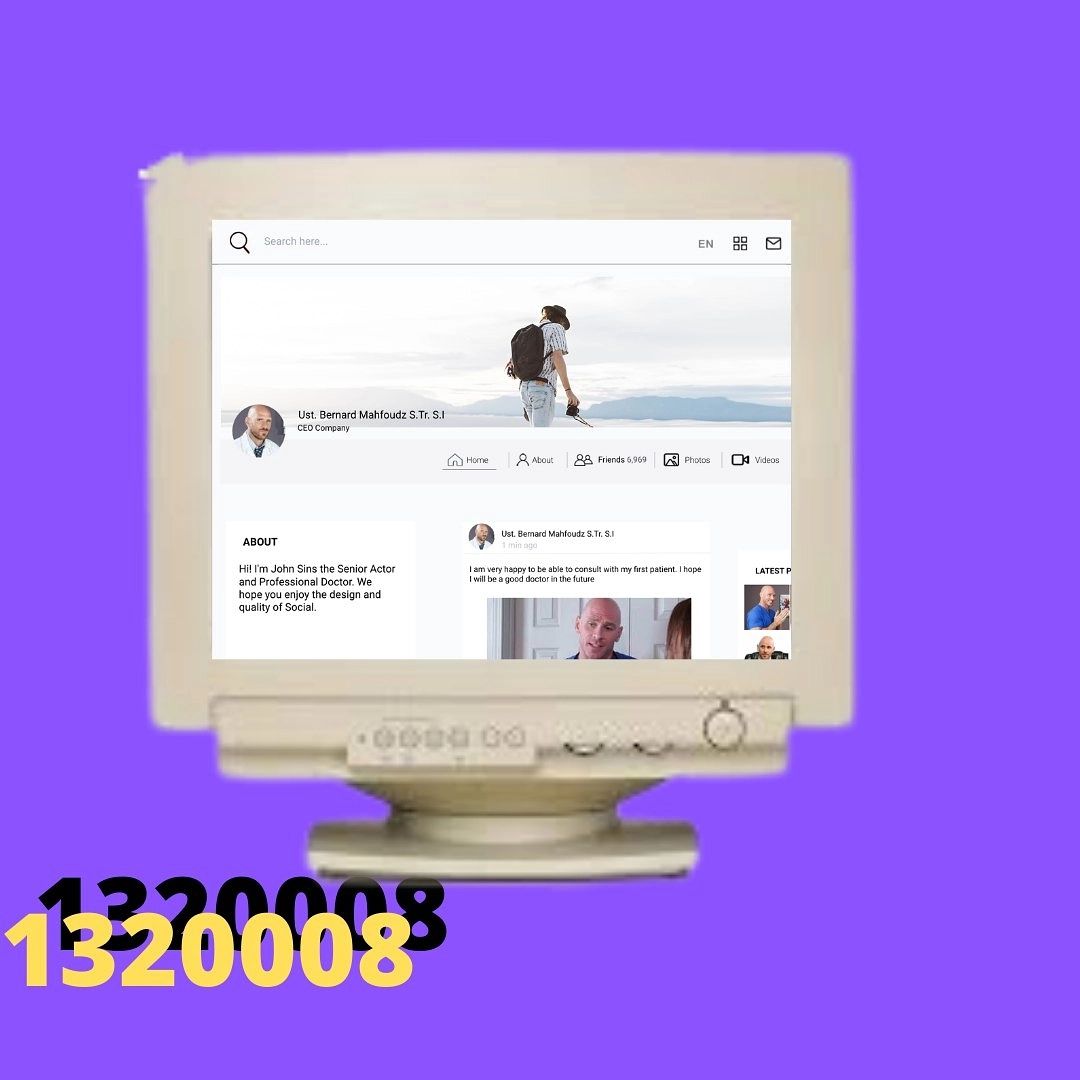 Search here...
EN
Ust. Bernard Mahfoudz S.Tr. S.I
CEO Company
Home
About
Friends 6,969
Photos
Videos
ABOUT
Hi! I'm John Sins the Senior Actor
and Professional Doctor. We
hope you enjoy the design and
quality of Social.
Ust. Bernard Mahfoudz S.Tr. S.I
1 min ago
I am very happy to be able to consult with my first patient. I hope
I will be a good doctor in the future
LATEST P
1320008
1320008